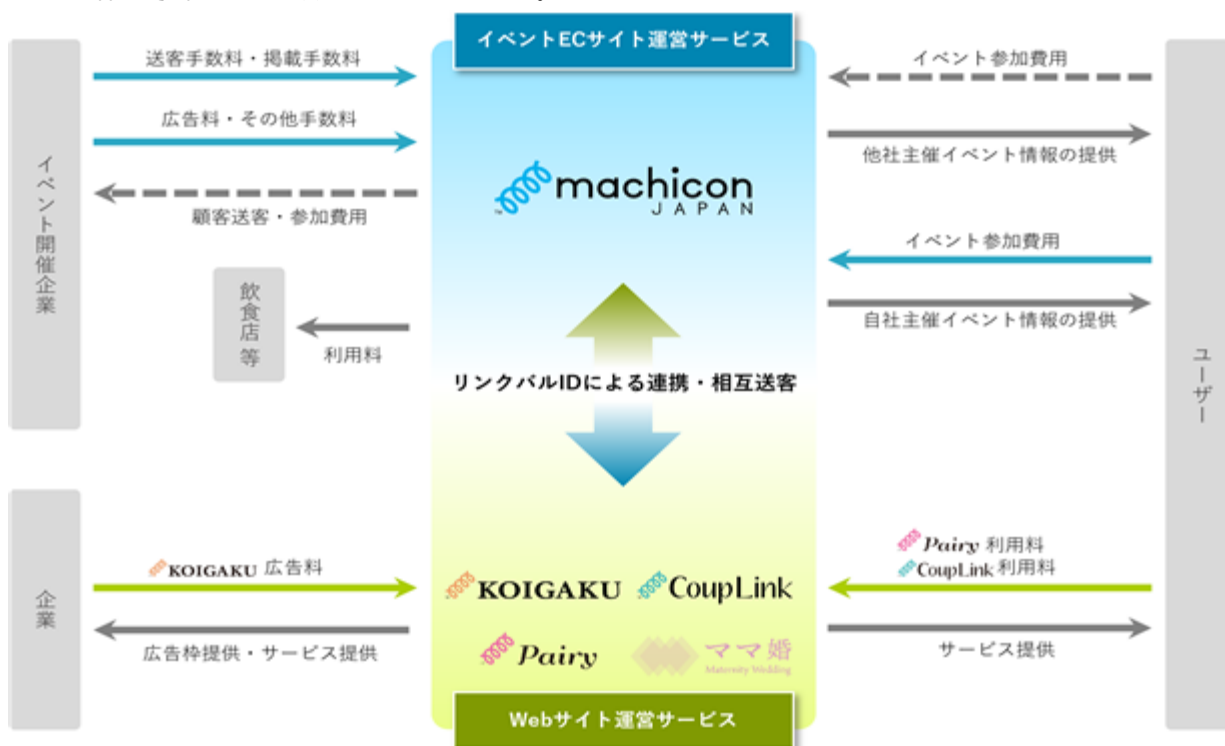 イベントECサイト運営サービス
送客手数料・掲載手数料
広告料・その他手数料
顧客送客・参加費用
イベント開催企業
飲食店等
利用料
machicon
JAPAN
イベント参加費用
他社主催イベント情報の提供
イベント参加費用
自社主催イベント情報の提供
ユーザー
リンクバルIDによる連携・相互送客
企業
KOIGAKU 広告料
広告枠提供・サービス提供
KOIGAKU
CoupLink
Pairy
ママ婚
Maternity Wedding
Pairy 利用料
CoupLink 利用料
サービス提供
Webサイト運営サービス